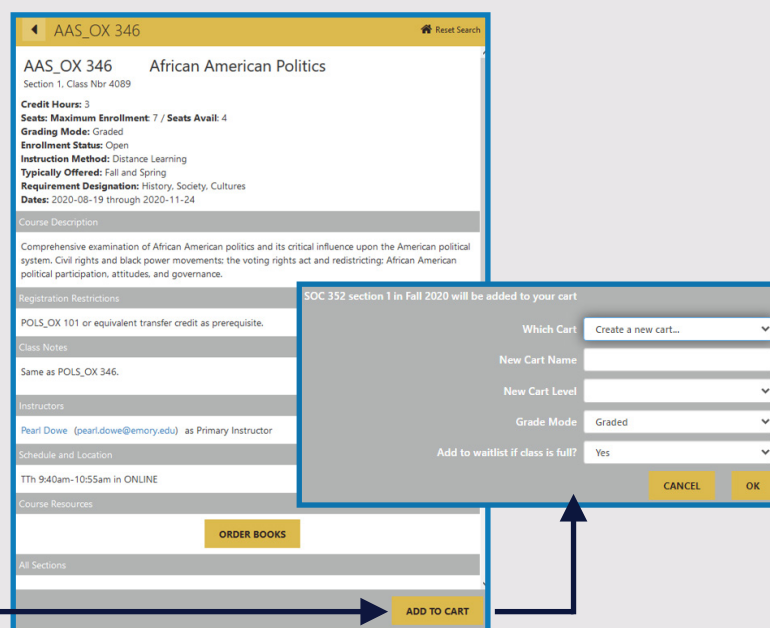 AAS_OX 346
Reset Search
AAS_OX 346 African American Politics
Section 1, Class Nbr 4089
Credit Hours: 3
Seats: Maximum Enrollment: 7 / Seats Avail: 4
Grading Mode: Graded
Enrollment Status: Open
Instruction Method: Distance Learning
Typically Offered: Fall and Spring
Requirement Designation: History, Society, Cultures
Dates: 2020-08-19 through 2020-11-24
Course Description
Comprehensive examination of African American politics and its critical influence upon the American political
system. Civil rights and black power movements; the voting rights act and redistricting; African American
political participation, attitudes, and governance.
Registration Restrictions
POLS_OX 101 or equivalent transfer credit as prerequisite.
Class Notes
Same as POLS_OX 346.
Instructors
Pearl Dowe (pearl.dowe@emory.edu) as Primary Instructor
Schedule and Location
TTh 9:40am-10:55am in ONLINE
Course Resources
ORDER BOOKS
All Sections
ADD TO CART
SOC 352 section 1 in Fall 2020 will be added to your cart
Which Cart Create a new cart...
New Cart Name
New Cart Level
Grade Mode Graded
Add to waitlist if class is full? Yes
CANCEL OK